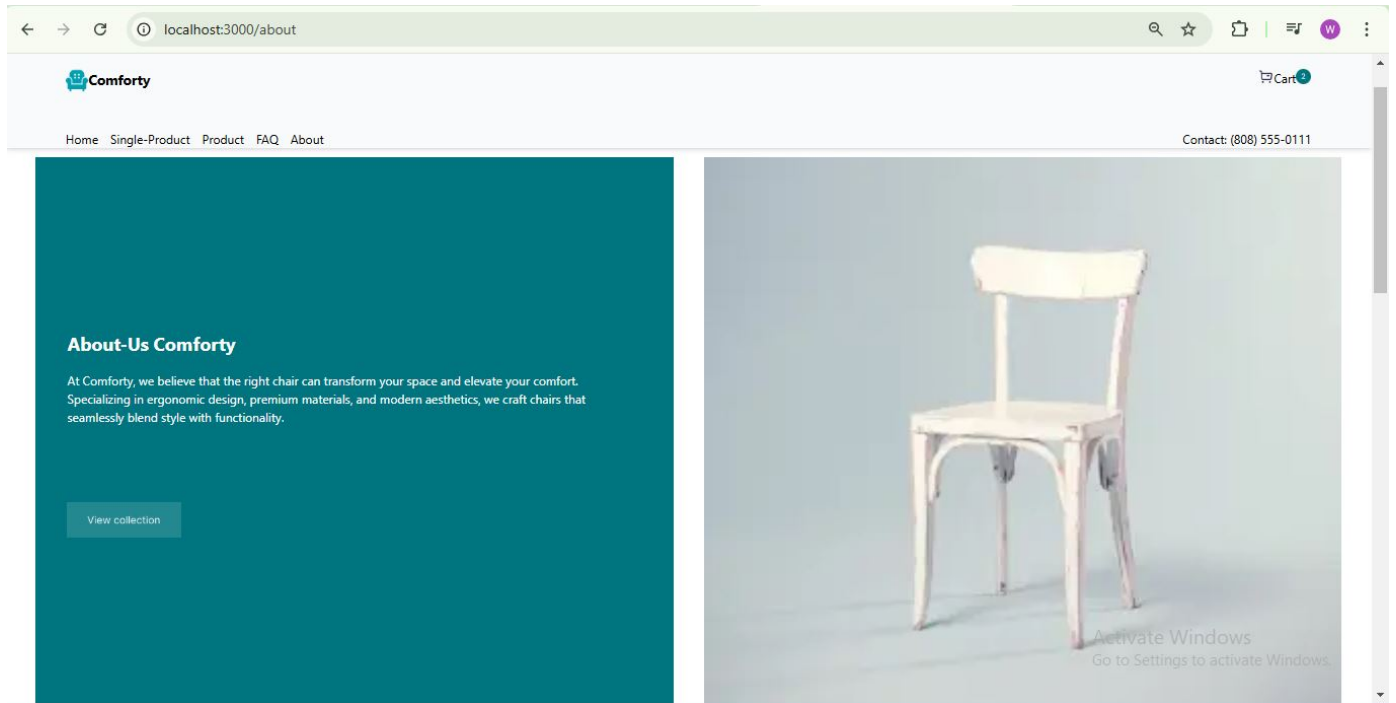 localhost:3000/about
W
Comforty
Cart 2
Home Single-Product Product FAQ About
Contact: (808) 555-0111
About-Us Comforty
At Comforty, we believe that the right chair can transform your space and elevate your comfort.
Specializing in ergonomic design, premium materials, and modern aesthetics, we craft chairs that
seamlessly blend style with functionality.
View collection
Activate Windows
Go to Settings to activate Windows.